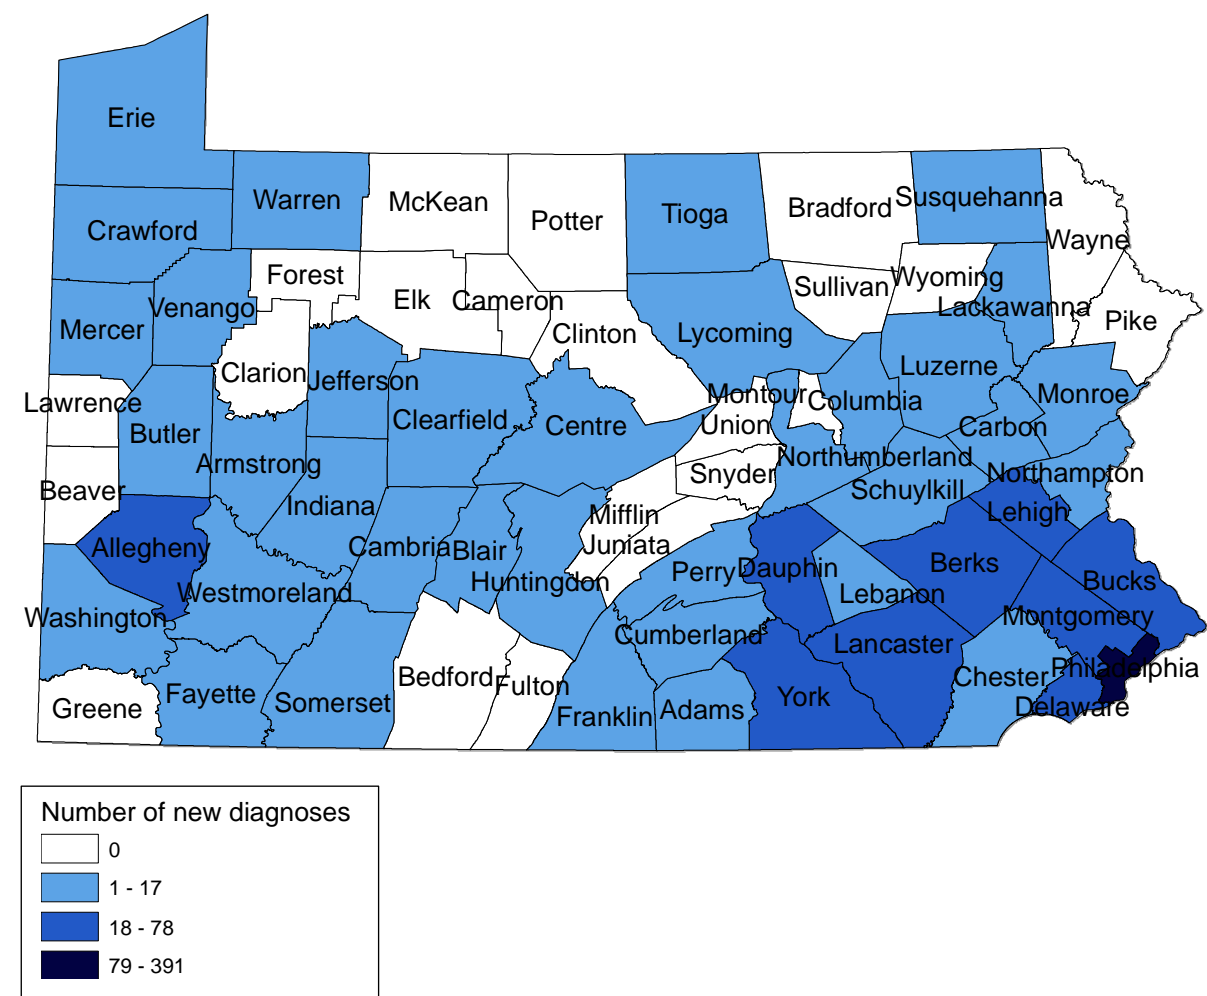 Erie
Warren
McKean
Potter
Tioga
Bradford
Susquehanna
Wayne
Crawford
Forest
Elk
Cameron
Sullivan
Wyoming
Lackawanna
Pike
Mercer
Venango
Clinton
Lycoming
Luzerne
Monroe
Clarion
Jefferson
Clearfield
Centre
Montour
Columbia
Lawrence
Butler
Union
Carbon
Armstrong
Northumberland
Northampton
Beaver
Indiana
Snyder
Schuylkill
Lehigh
Mifflin
Allegheny
Cambria
Blair
Juniata
Huntingdon
Perry
Dauphin
Berks
Bucks
Westmoreland
Lebanon
Washington
Cumberland
Montgomery
Lancaster
Philadelphia
Greene
Fayette
Somerset
Bedford
Fulton
Franklin
Adams
York
Chester
Delaware
Number of new diagnoses
0
1 - 17
18 - 78
79 - 391